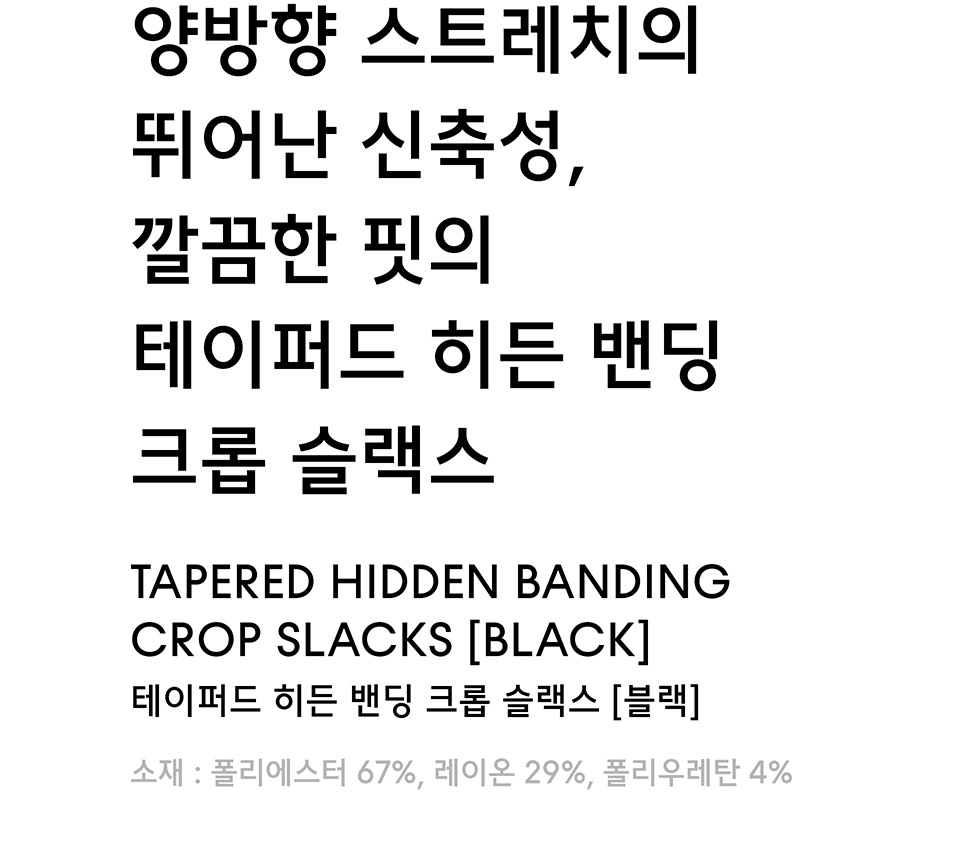 양방향 스트레치의
뛰어난 신축성,
깔끔한 핏의
테이퍼드 히든 밴딩
크롭 슬랙스
TAPERED HIDDEN BANDING
CROP SLACKS [BLACK]
테이퍼드 히든 밴딩 크롭 슬랙스 [블랙]
소재 : 폴리에스터 67%, 레이온 29%, 폴리우레탄 4%